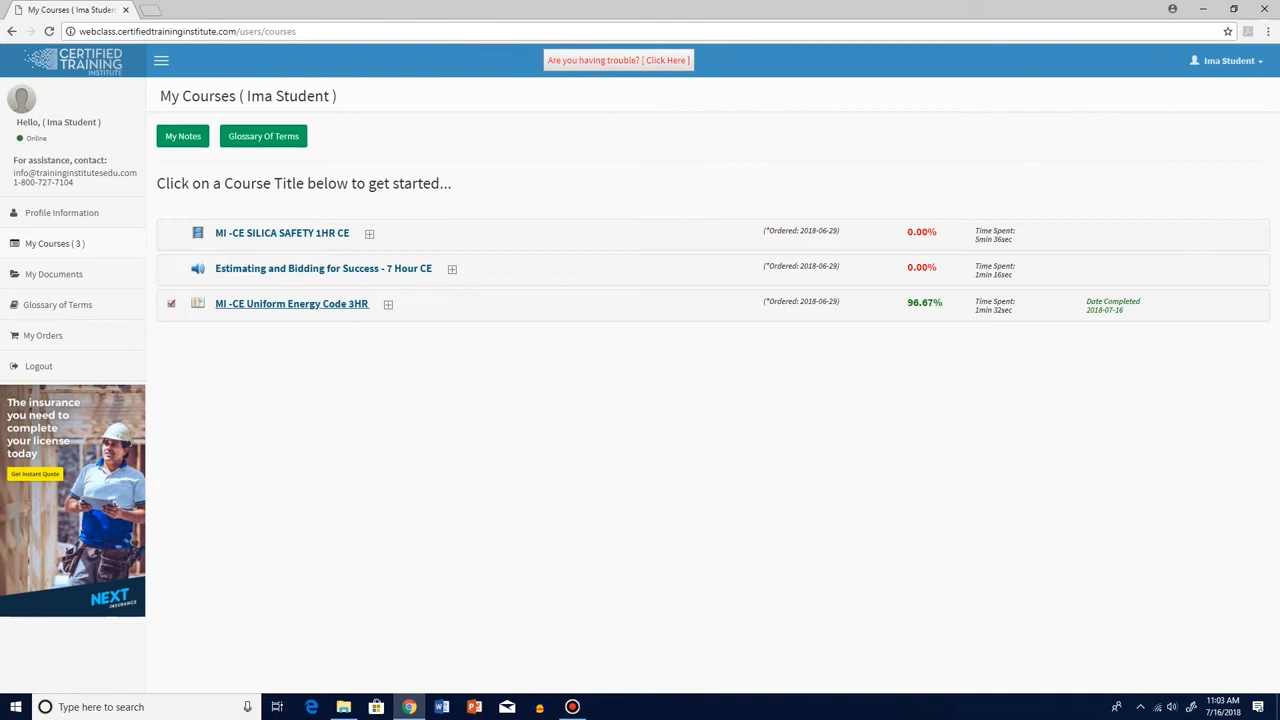 My Courses ( Ima Studen
webclass.certifiedtraininginstitute.com/users/courses
CERTIFIED
TRAINING
INSTITUTE
Are you having trouble? [ Click Here ]
Ima Student
Hello, ( Ima Student )
Online
For assistance, contact:
info@traininginstitutesedu.com
1-800-727-7104
Profile Information
My Courses ( 3 )
My Documents
Glossary of Terms
My Orders
Logout
The insurance
you need to
complete
your license
today
Get Instant Quote
NEXT
INSURANCE
My Courses ( Ima Student )
My Notes
Glossary Of Terms
Click on a Course Title below to get started...
MI -CE SILICA SAFETY 1HR CE
(*Ordered: 2018-06-29)
0.00%
Time Spent:
5min 36sec
Estimating and Bidding for Success - 7 Hour CE
(*Ordered: 2018-06-29)
0.00%
Time Spent:
1min 16sec
MI -CE Uniform Energy Code 3HR
(*Ordered: 2018-06-29)
96.67%
Time Spent:
1min 32sec
Date Completed
2018-07-16
Type here to search
11:03 AM
7/16/2018